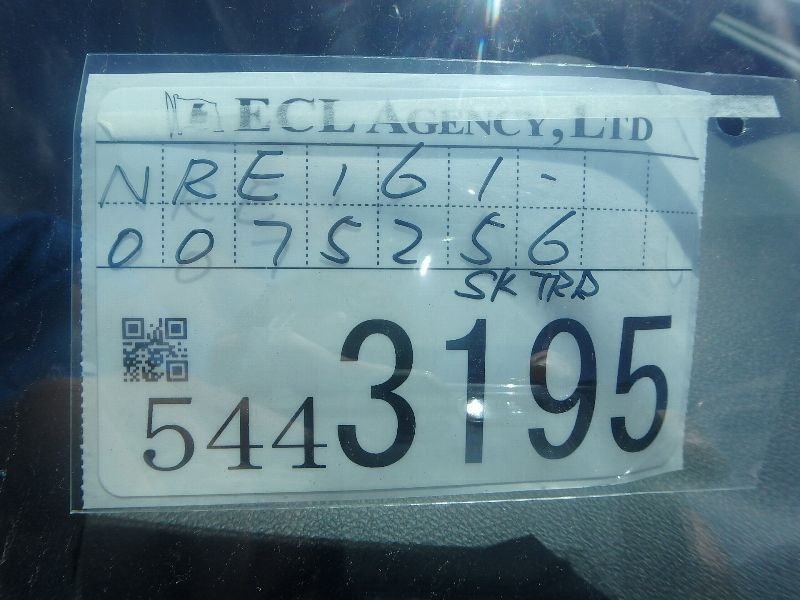 ECL AGENCY, LTD
NRE161-
0075256
SK TRD
5443195